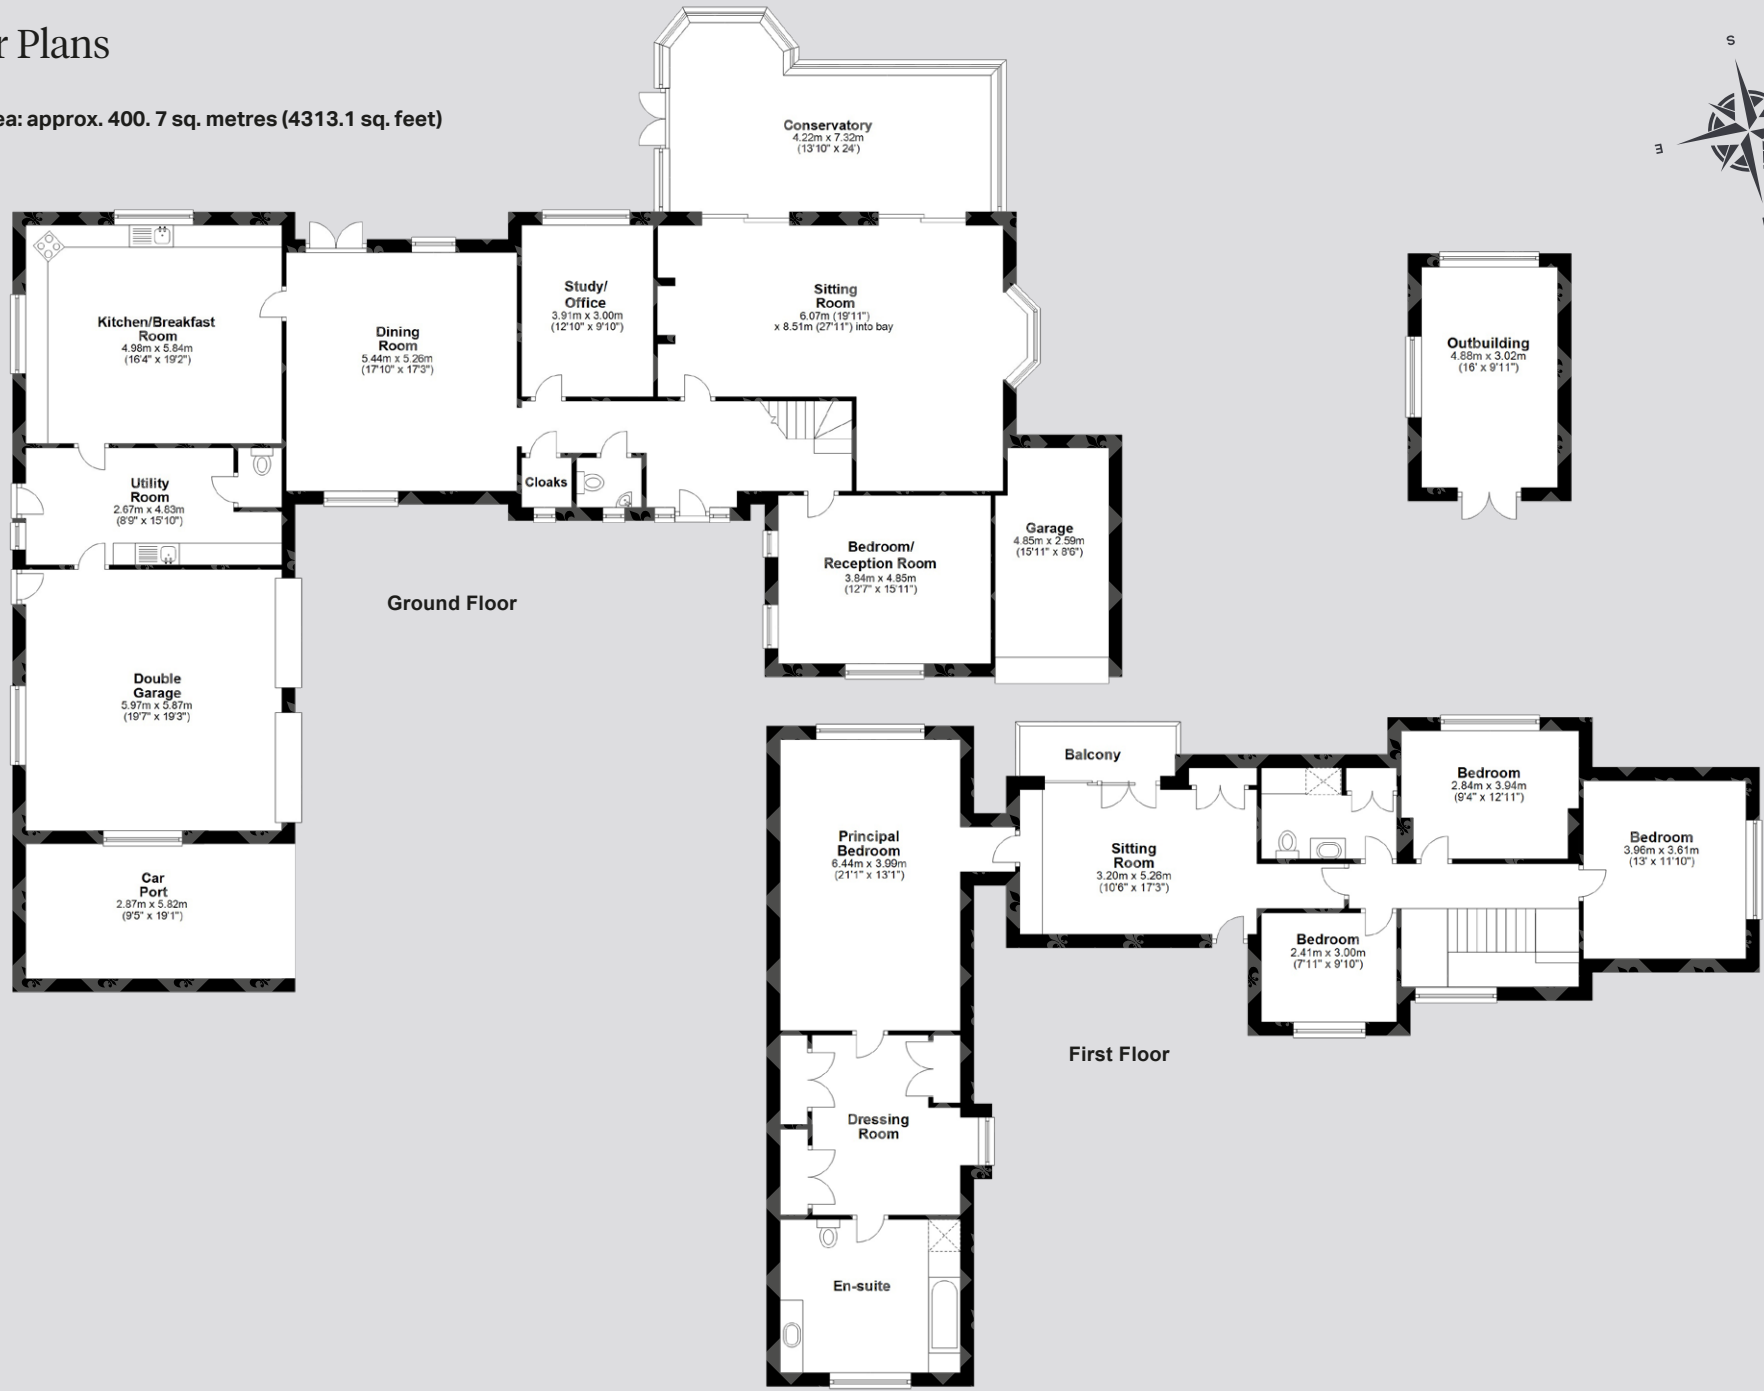 r Plans
ea: approx. 400. 7 sq. metres (4313.1 sq. feet)
S
E
Conservatory
4.22m x 7.32m
(13'10" x 24')
Kitchen/Breakfast
Room
4.98m x 5.84m
(16'4" x 19'2")
Dining
Room
5.44m x 5.26m
(17'10" x 17'3")
Study/
Office
3.91m x 3.00m
(12'10" x 9'10")
Sitting
Room
6.07m (19'11")
x 8.51m (27'11") into bay
Outbuilding
4.88m x 3.02m
(16' x 9'11")
Utility
Room
2.67m x 4.83m
(8'9" x 15'10")
Cloaks
Bedroom/
Reception Room
3.84m x 4.85m
(12'7" x 15'11")
Garage
4.85m x 2.59m
(15'11" x 8'6")
Ground Floor
Double
Garage
5.97m x 5.87m
(19'7" x 19'3")
Car
Port
2.87m x 5.82m
(9'5" x 19'1")
Balcony
Principal
Bedroom
6.44m x 3.99m
(21'1" x 13'1")
Sitting
Room
3.20m x 5.26m
(10'6" x 17'3")
Bedroom
2.84m x 3.94m
(9'4" x 12'11")
Bedroom
3.96m x 3.61m
(13' x 11'10")
Bedroom
2.41m x 3.00m
(7'11" x 9'10")
First Floor
Dressing
Room
En-suite